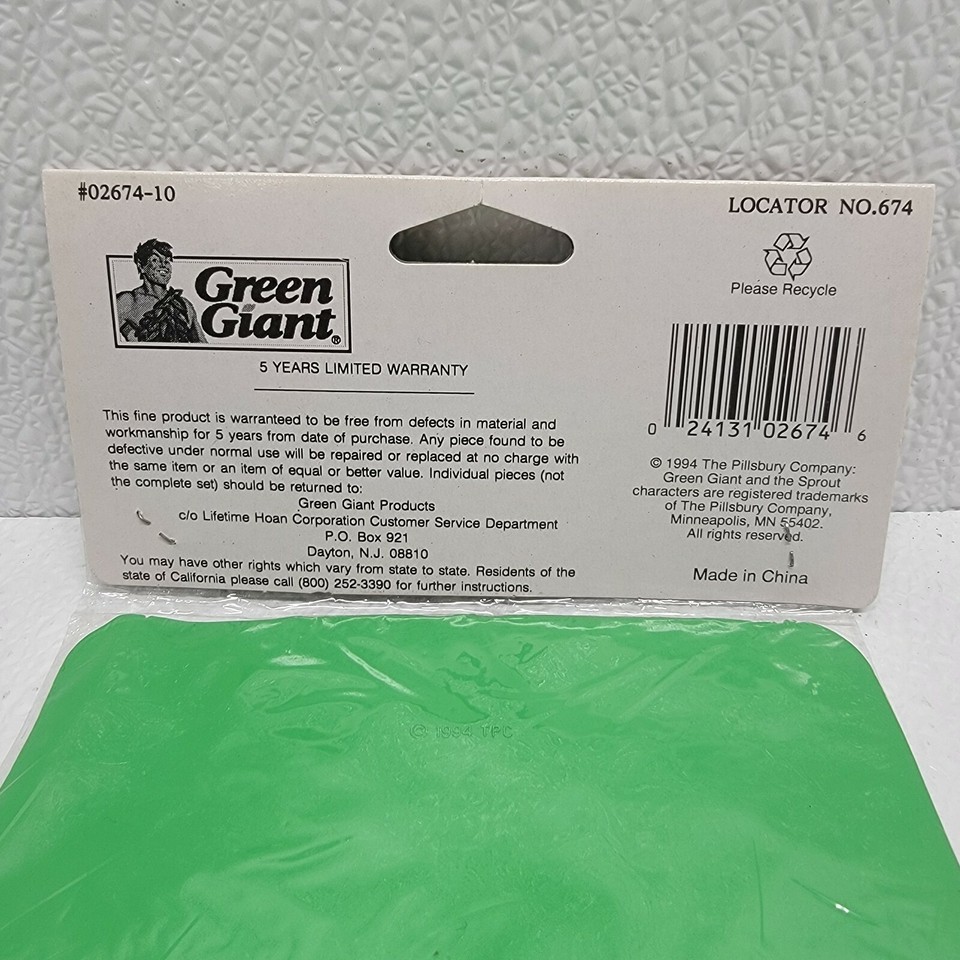 #02674-10
LOCATOR NO.674
Please Recycle
Green
Giant®
5 YEARS LIMITED WARRANTY
This fine product is warranteed to be free from defects in material and
workmanship for 5 years from date of purchase. Any piece found to be
defective under normal use will be repaired or replaced at no charge with
the same item or an item of equal or better value. Individual pieces (not
the complete set) should be returned to:
Green Giant Products
c/o Lifetime Hoan Corporation Customer Service Department
P.O. Box 921
Dayton, N.J. 08810
You may have other rights which vary from state to state. Residents of the
state of California please call (800) 252-3390 for further instructions.
0 24131 02674 6
© 1994 The Pillsbury Company:
Green Giant and the Sprout
characters are registered trademarks
of The Pillsbury Company,
Minneapolis, MN 55402.
All rights reserved.
Made in China
© 1994 TPC